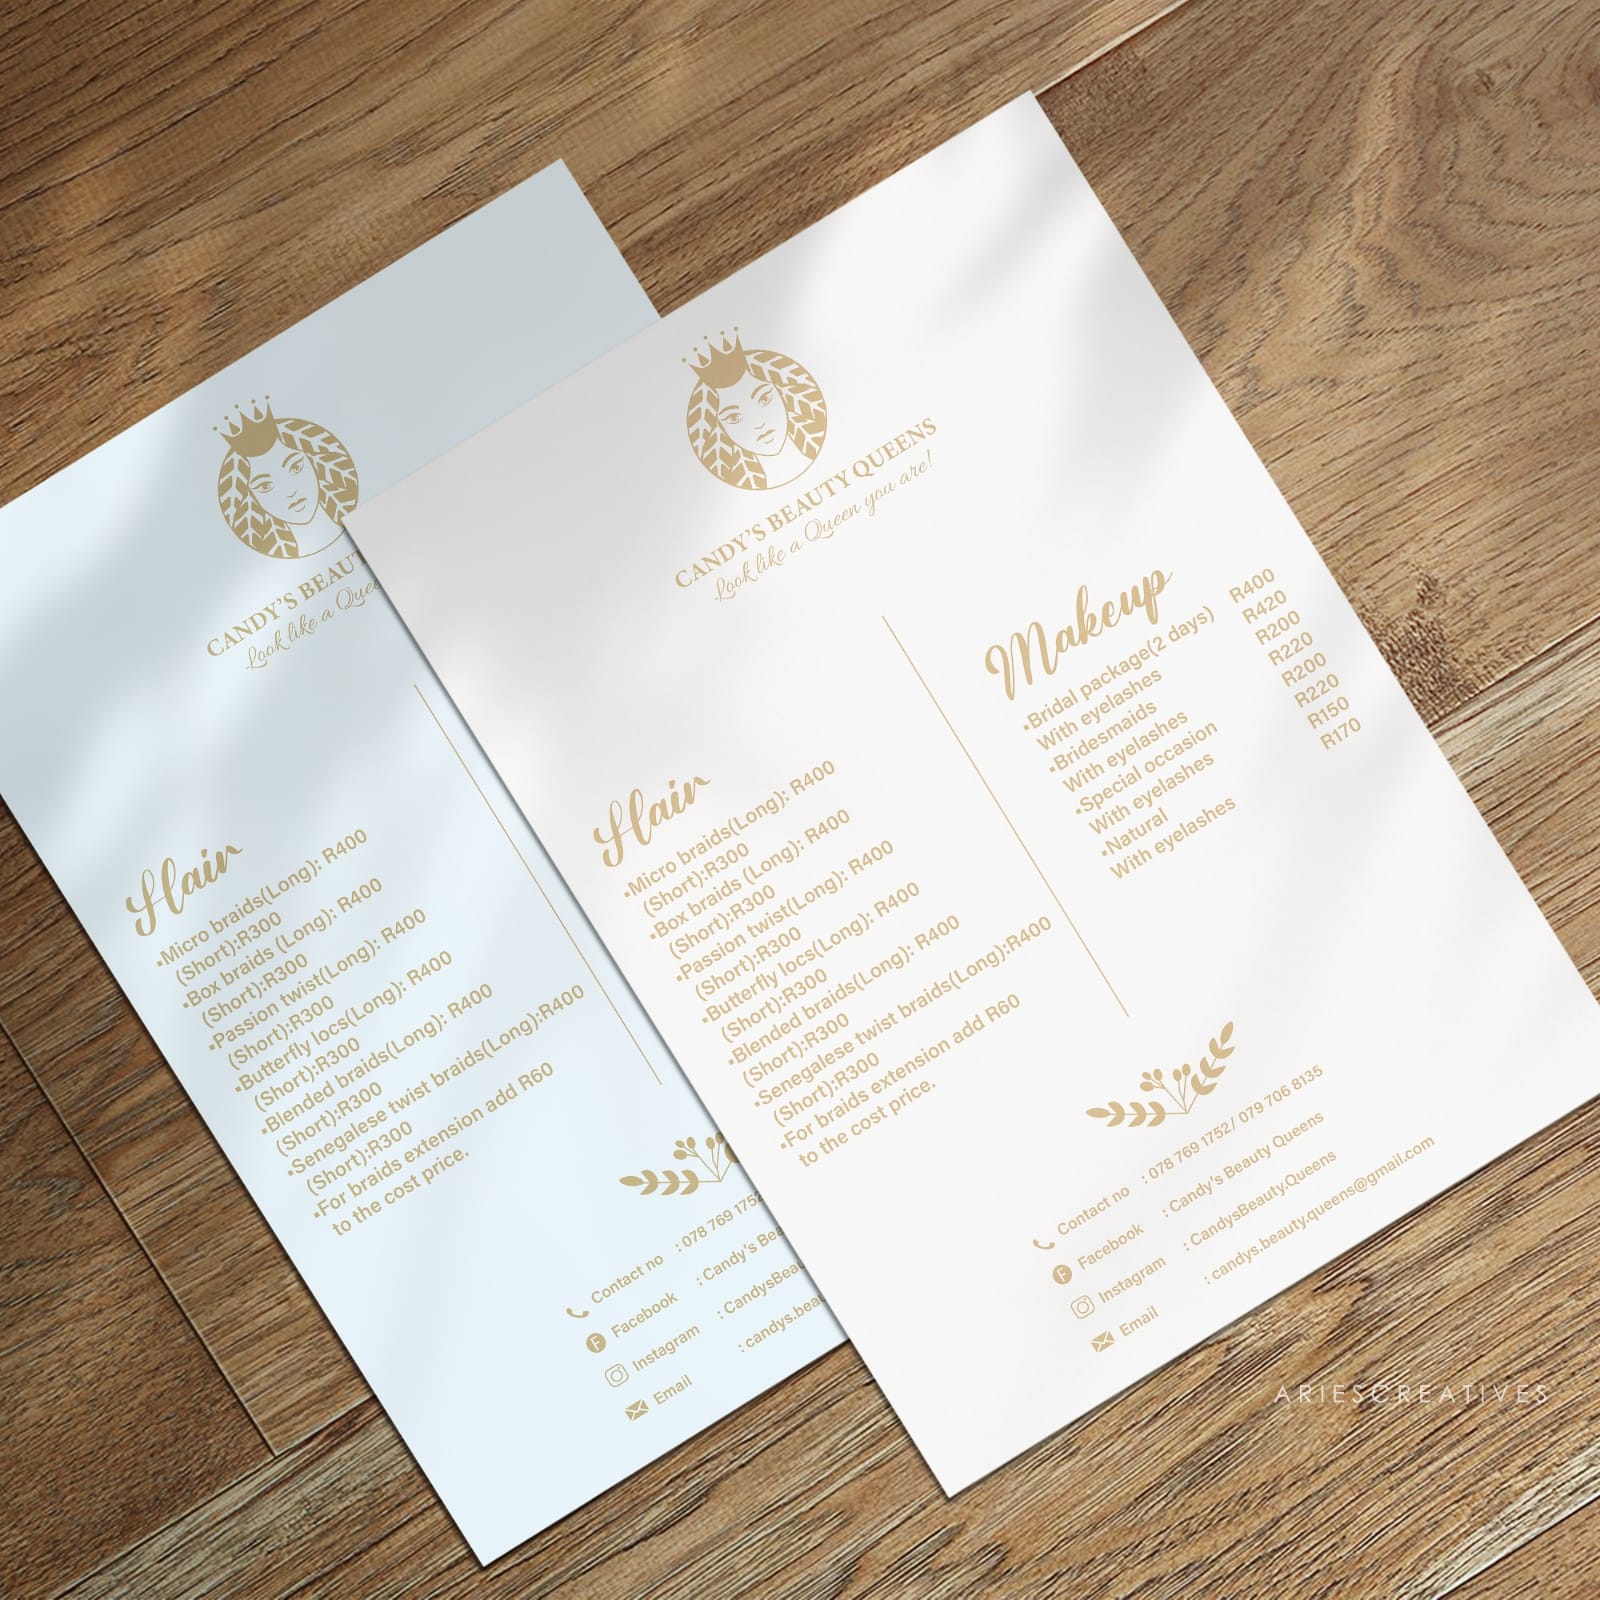 CANDY'S BEAUT
Look like a Quee
Hair
▪Micro braids(Long): R400
(Short):R300
▪Box braids (Long): R400
(Short):R300
▪Passion twist(Long): R400
(Short):R300
▪Butterfly locs(Long): R400
(Short):R300
▪Blended braids(Long): R400
(Short):R300
▪Senegalese twist braids(Long):R400
(Short):R300
▪For braids extension add R60
to the cost price.
Contact no : 078 769 1752
Facebook : Candy's Bea
Instagram : CandysBeau
Email : candys.beau
CANDY'S BEAUTY QUEENS
Look like a Queen you are!
Hair
▪Micro braids(Long): R400
(Short):R300
▪Box braids (Long): R400
(Short):R300
▪Passion twist(Long): R400
(Short):R300
▪Butterfly locs(Long): R400
(Short):R300
▪Blended braids(Long): R400
(Short):R300
▪Senegalese twist braids(Long):R400
(Short):R300
▪For braids extension add R60
to the cost price.
Makeup
▪Bridal package(2 days) R400
With eyelashes R420
▪Bridesmaids R200
With eyelashes R220
▪Special occasion R200
With eyelashes R220
▪Natural R150
With eyelashes R170
Contact no : 078 769 1752/ 079 706 8135
Facebook : Candy's Beauty Queens
Instagram : CandysBeauty.Queens
Email : candys.beauty.queens@gmail.com
ARIESCREATIVES